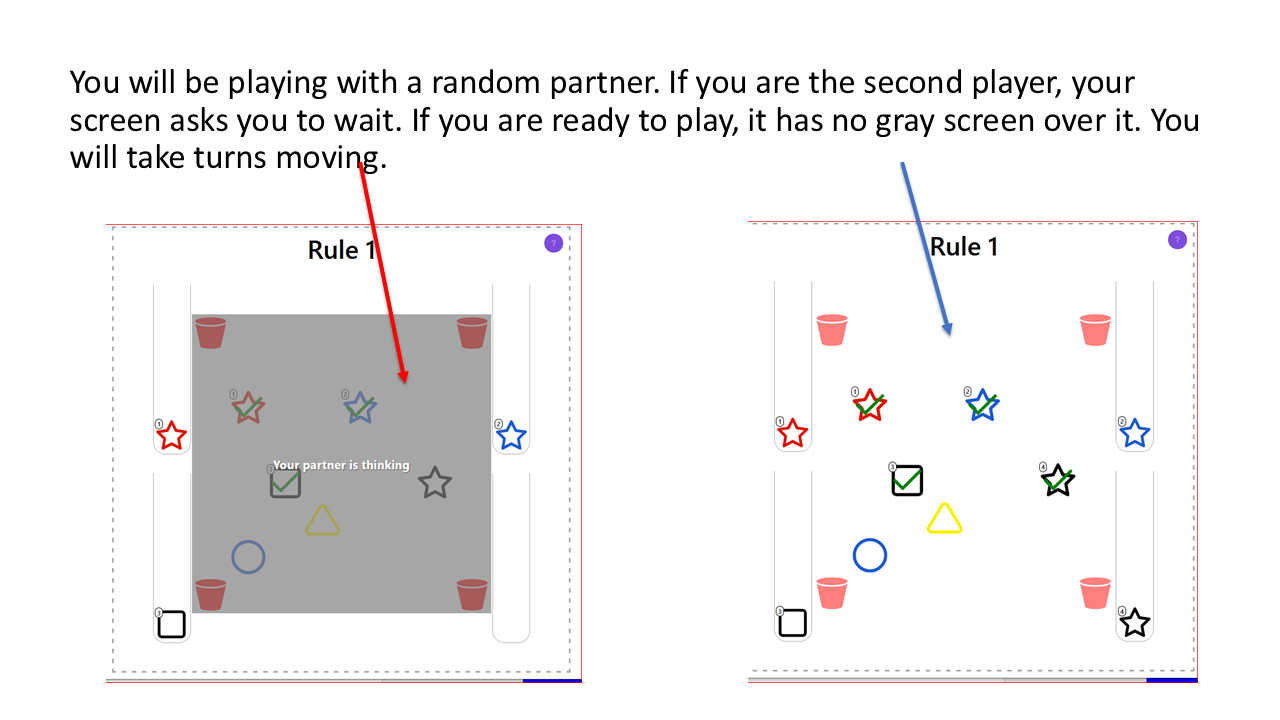 You will be playing with a random partner. If you are the second player, your
screen asks you to wait. If you are ready to play, it has no gray screen over it. You
will take turns moving.
Rule 1
?
1
2
1
2
Your partner is thinking
3
3
Rule 1
?
1
2
1
2
3
4
3
4